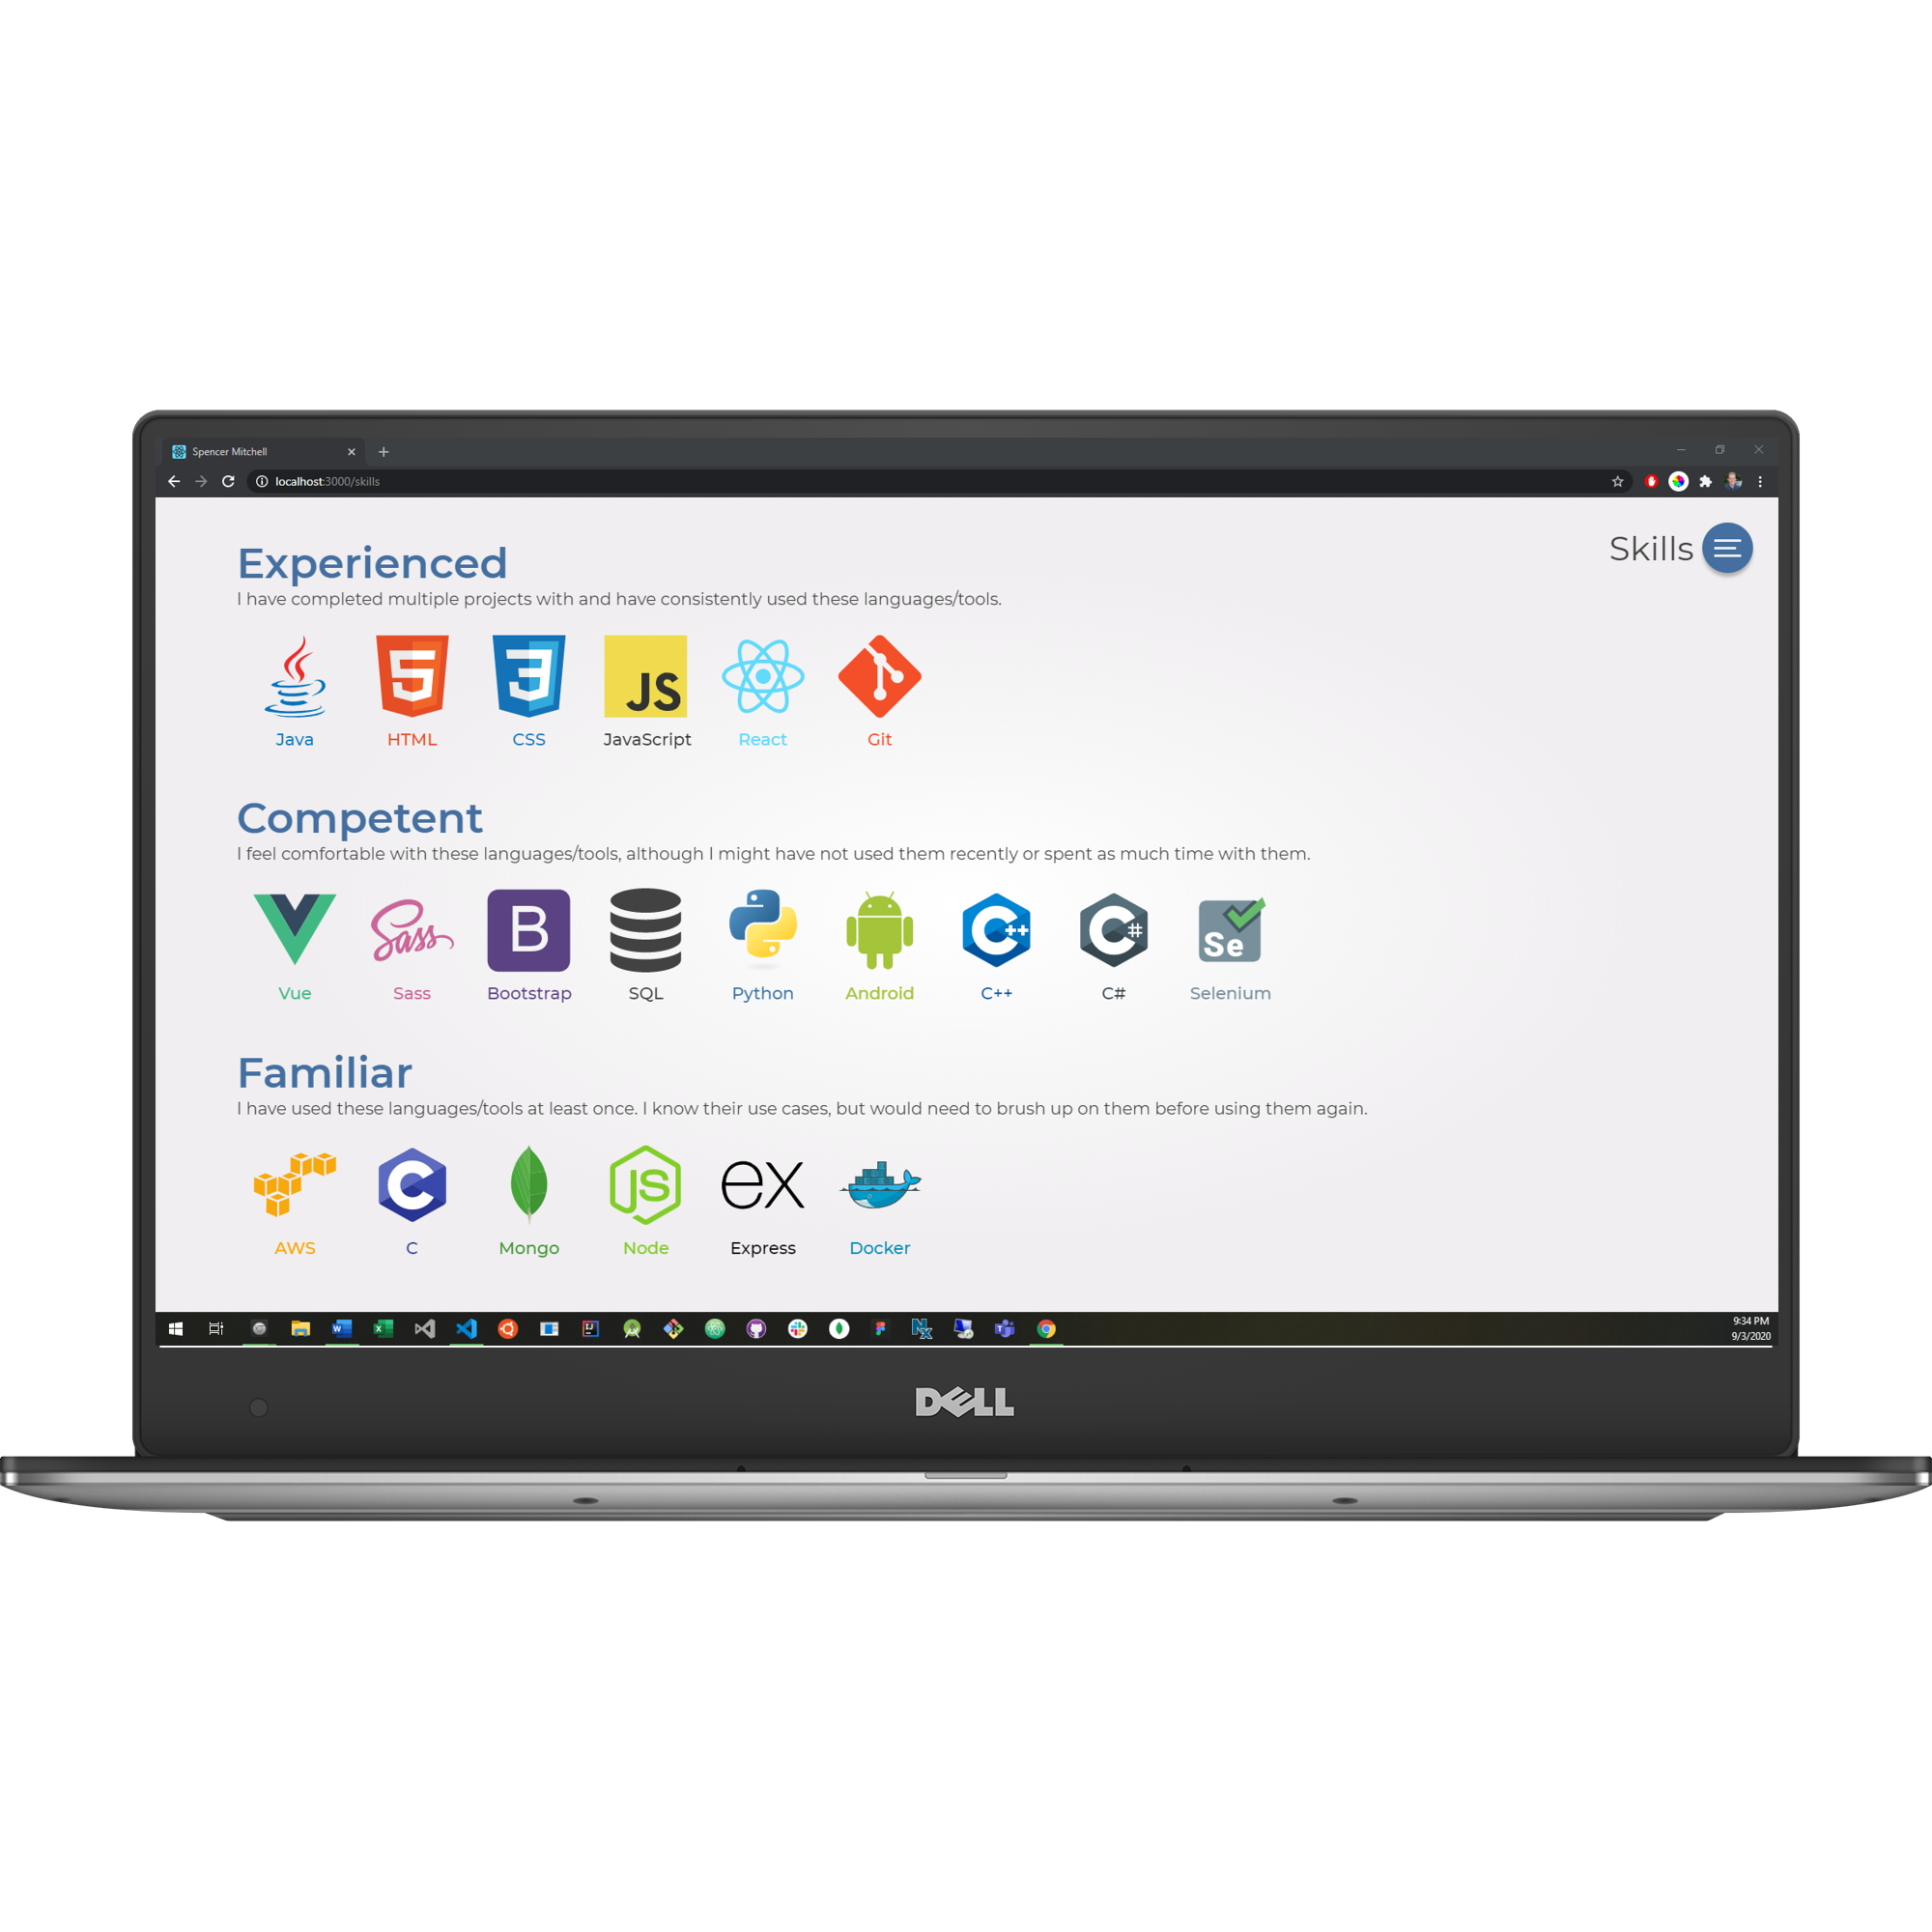 Spencer Mitchell
localhost:3000/skills
Skills
Experienced
I have completed multiple projects with and have consistently used these languages/tools.
JS
Java HTML CSS JavaScript React Git
Competent
I feel comfortable with these languages/tools, although I might have not used them recently or spent as much time with them.
Sass B C++ C# Se
Vue Sass Bootstrap SQL Python Android C++ C# Selenium
Familiar
I have used these languages/tools at least once. I know their use cases, but would need to brush up on them before using them again.
C JS ex
AWS C Mongo Node Express Docker
9:34 PM
9/3/2020
DELL